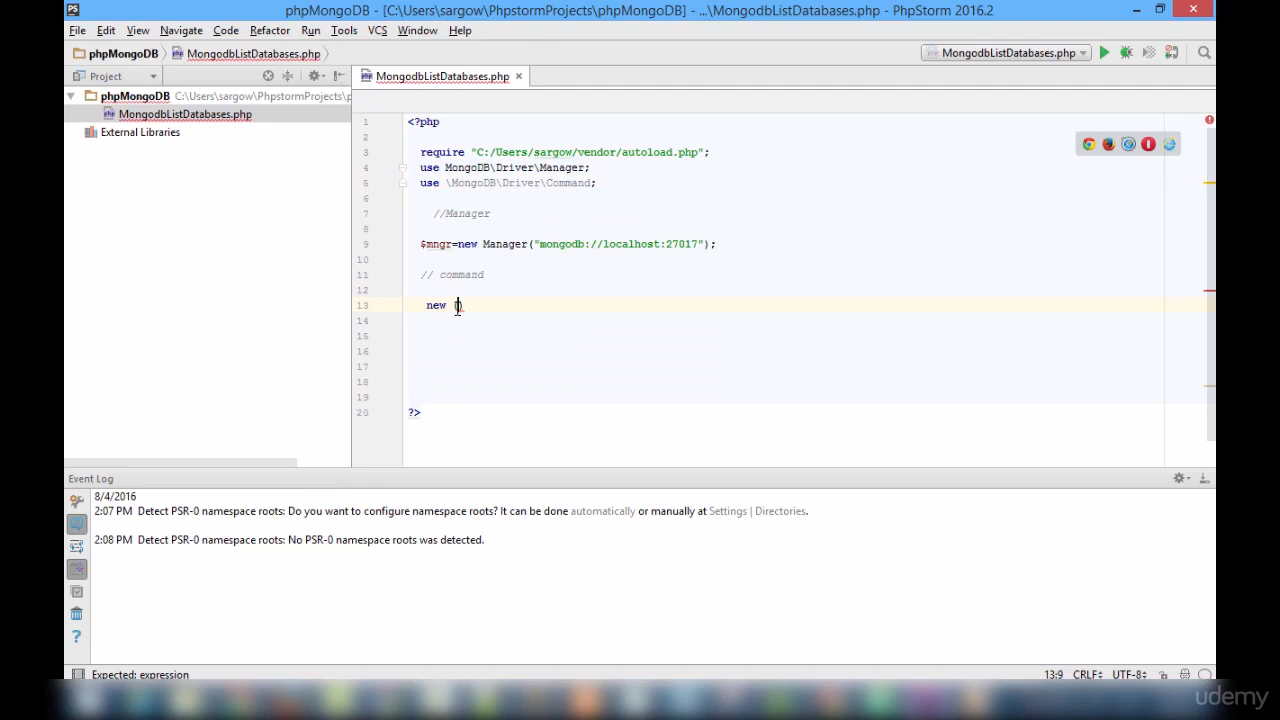 PS phpMongoDB - [C:\Users\sargow\PhpstormProjects\phpMongoDB] - ...\MongodbListDatabases.php - PhpStorm 2016.2
File Edit View Navigate Code Refactor Run Tools VCS Window Help
phpMongoDB MongodbListDatabases.php MongodbListDatabases.php
Project MongodbListDatabases.php
phpMongoDB C:\Users\sargow\PhpstormProjects\p
MongodbListDatabases.php
External Libraries
1 <?php
2
3 require "C:/Users/sargow/vendor/autoload.php";
4 use MongoDB\Driver\Manager;
5 use \MongoDB\Driver\Command;
6
7 //Manager
8
9 $mngr=new Manager("mongodb://localhost:27017");
10
11 // command
12
13 new
14
15
16
17
18
19
20 ?>
Event Log
8/4/2016
2:07 PM Detect PSR-0 namespace roots: Do you want to configure namespace roots? It can be done automatically or manually at Settings | Directories.
2:08 PM Detect PSR-0 namespace roots: No PSR-0 namespace roots was detected.
Expected: expression 13:9 CRLF UTF-8
udemy